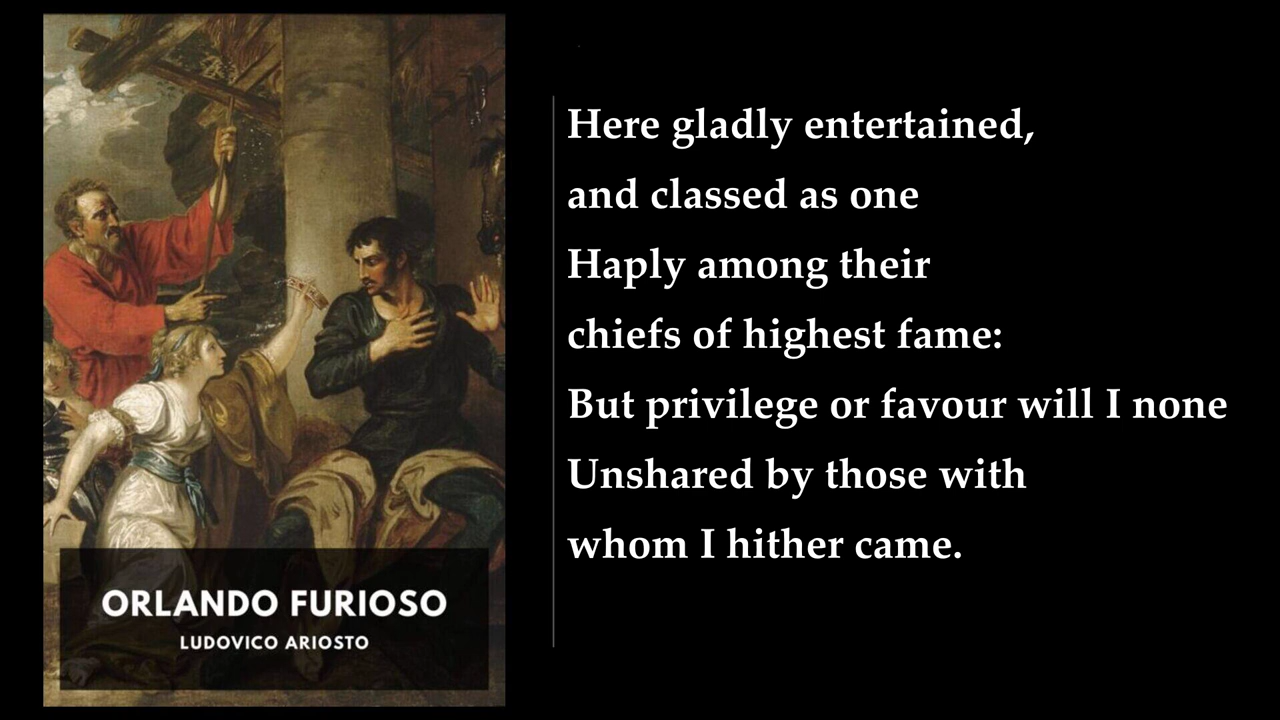 Here gladly entertained,
and classed as one
Haply among their
chiefs of highest fame:
But privilege or favour will I none
Unshared by those with
whom I hither came.
ORLANDO FURIOSO
LUDOVICO ARIOSTO